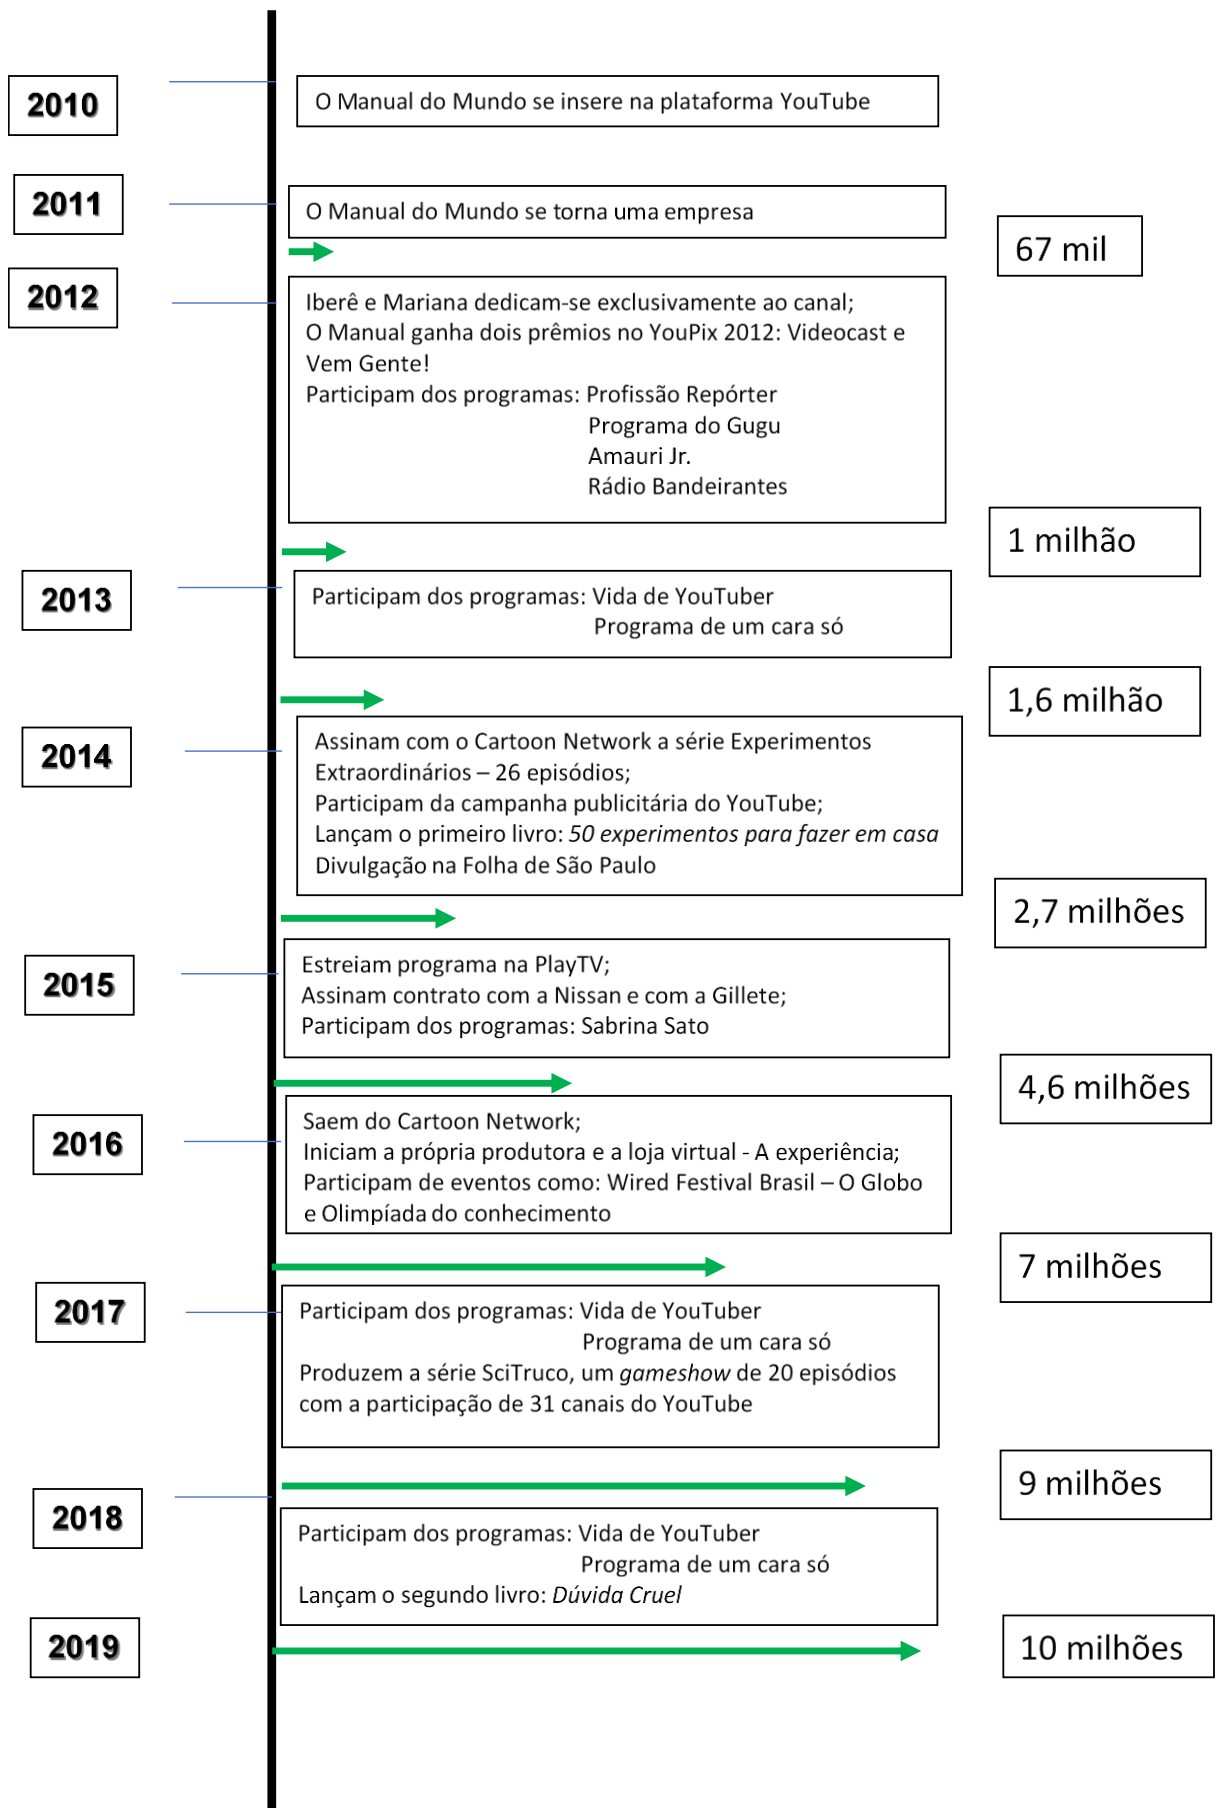 2010
O Manual do Mundo se insere na plataforma YouTube
2011
O Manual do Mundo se torna uma empresa
67 mil
2012
Iberê e Mariana dedicam-se exclusivamente ao canal;
O Manual ganha dois prêmios no YouPix 2012: Videocast e
Vem Gente!
Participam dos programas: Profissão Repórter
Programa do Gugu
Amauri Jr.
Rádio Bandeirantes
1 milhão
2013
Participam dos programas: Vida de YouTuber
Programa de um cara só
1,6 milhão
2014
Assinam com o Cartoon Network a série Experimentos
Extraordinários – 26 episódios;
Participam da campanha publicitária do YouTube;
Lançam o primeiro livro: 50 experimentos para fazer em casa
Divulgação na Folha de São Paulo
2,7 milhões
2015
Estreiam programa na PlayTV;
Assinam contrato com a Nissan e com a Gillete;
Participam dos programas: Sabrina Sato
4,6 milhões
2016
Saem do Cartoon Network;
Iniciam a própria produtora e a loja virtual - A experiência;
Participam de eventos como: Wired Festival Brasil – O Globo
e Olimpíada do conhecimento
7 milhões
2017
Participam dos programas: Vida de YouTuber
Programa de um cara só
Produzem a série SciTruco, um gameshow de 20 episódios
com a participação de 31 canais do YouTube
9 milhões
2018
Participam dos programas: Vida de YouTuber
Programa de um cara só
Lançam o segundo livro: Dúvida Cruel
2019
10 milhões